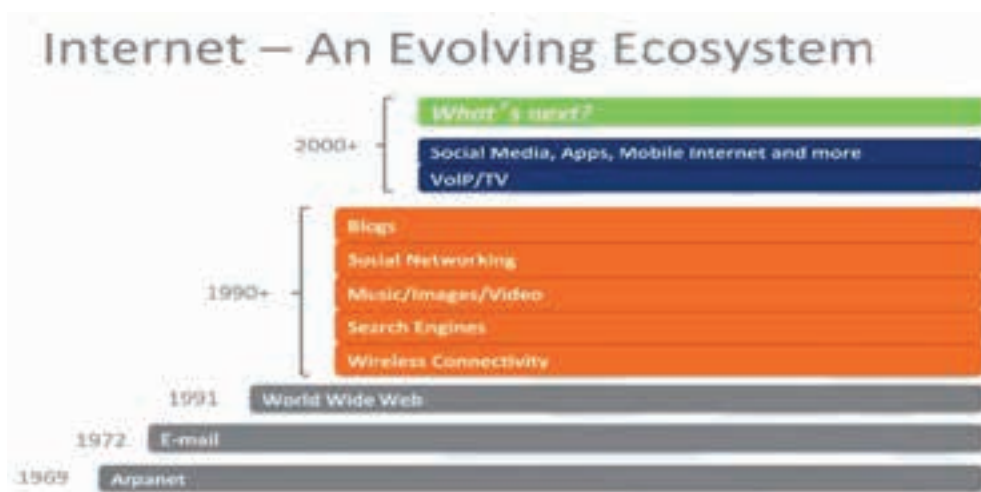 Internet – An Evolving Ecosystem
What's next?
2000+
Social Media, Apps, Mobile Internet and more
VoIP/TV
Blogs
Social Networking
1990+
Music/Images/Video
Search Engines
Wireless Connectivity
1991 World Wide Web
1972 E-mail
1969 Arpanet